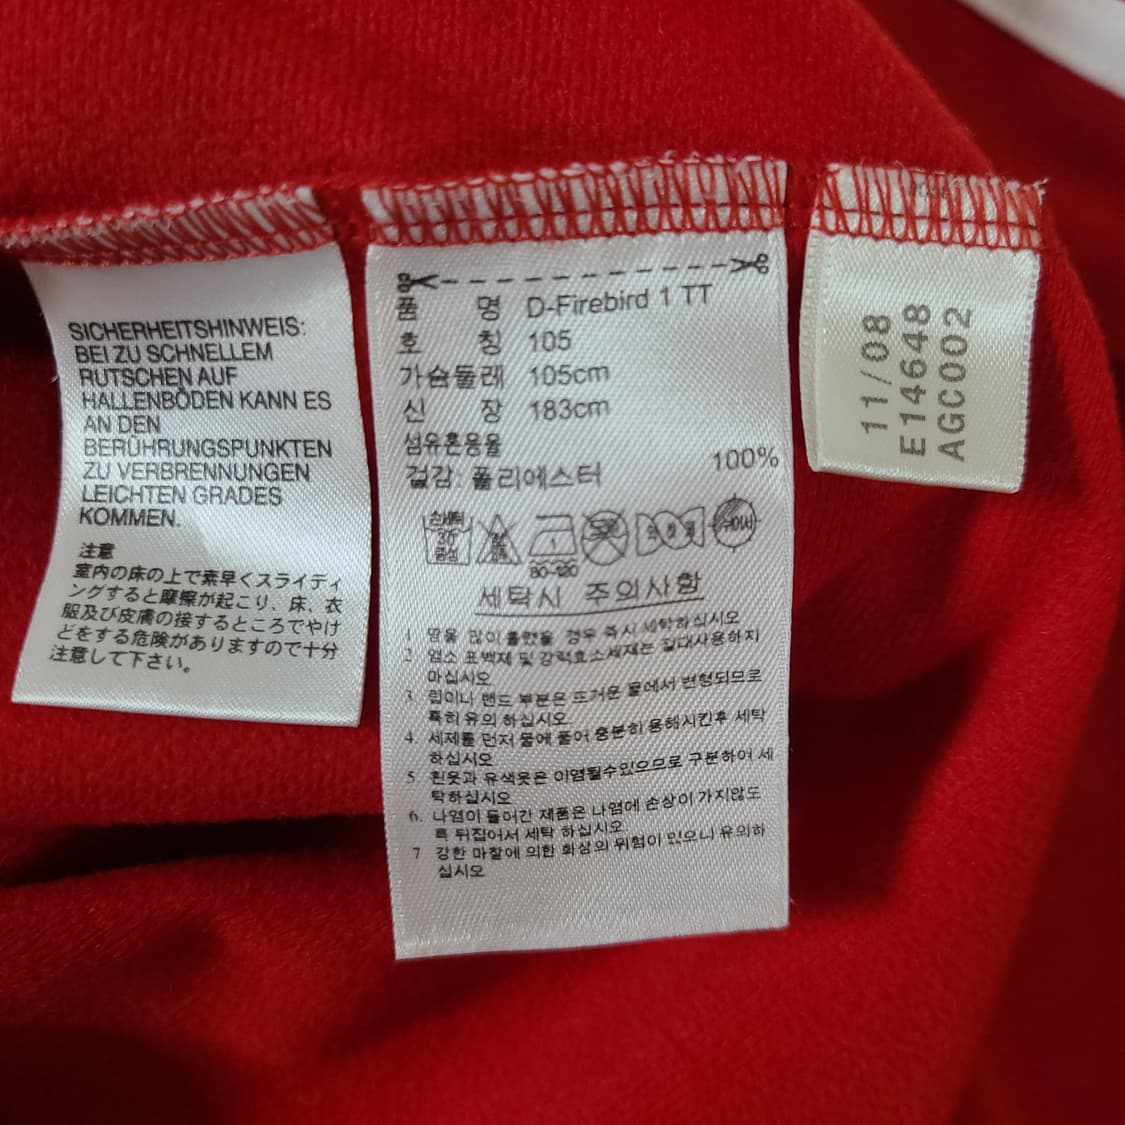 SICHERHEITSHINWEIS:
BEI ZU SCHNELLEM
RUTSCHEN AUF
HALLENBÖDEN KANN ES
AN DEN
BERÜHRUNGSPUNKTEN
ZU VERBRENNUNGEN
LEICHTEN GRADES
KOMMEN.
注意
室内の床の上で素早くスライディ
ングすると摩擦が起こり、床、衣
服及び皮膚の接するところでやけ
どをする危険がありますので十分
注意して下さい。
품 명 D-Firebird 1 TT
호 칭 105
가슴둘레 105cm
신 장 183cm
섬유혼용율
겉감: 폴리에스터 100%
손세탁
30
중성
80-120
세탁시 주의사항
1 땀을 많이 흘렸을 경우 즉시 세탁하십시오
2 염소 표백제 및 강력효소세제는 절대사용하지
마십시오
3. 립이나 밴드 부분은 뜨거운 물에서 변형되므로
특히 유의 하십시오
4. 세제를 먼저 물에 풀어 충분히 용해시킨후 세탁
하십시오
5 흰옷과 유색옷은 이염될수있으므로 구분하여 세
탁하십시오
6. 나염이 들어간 제품은 나염에 손상이 가지않도
록 뒤집어서 세탁 하십시오
7 강한 마찰에 의한 화상의 위험이 있으니 유의하
십시오
11/08
E14648
AGC002